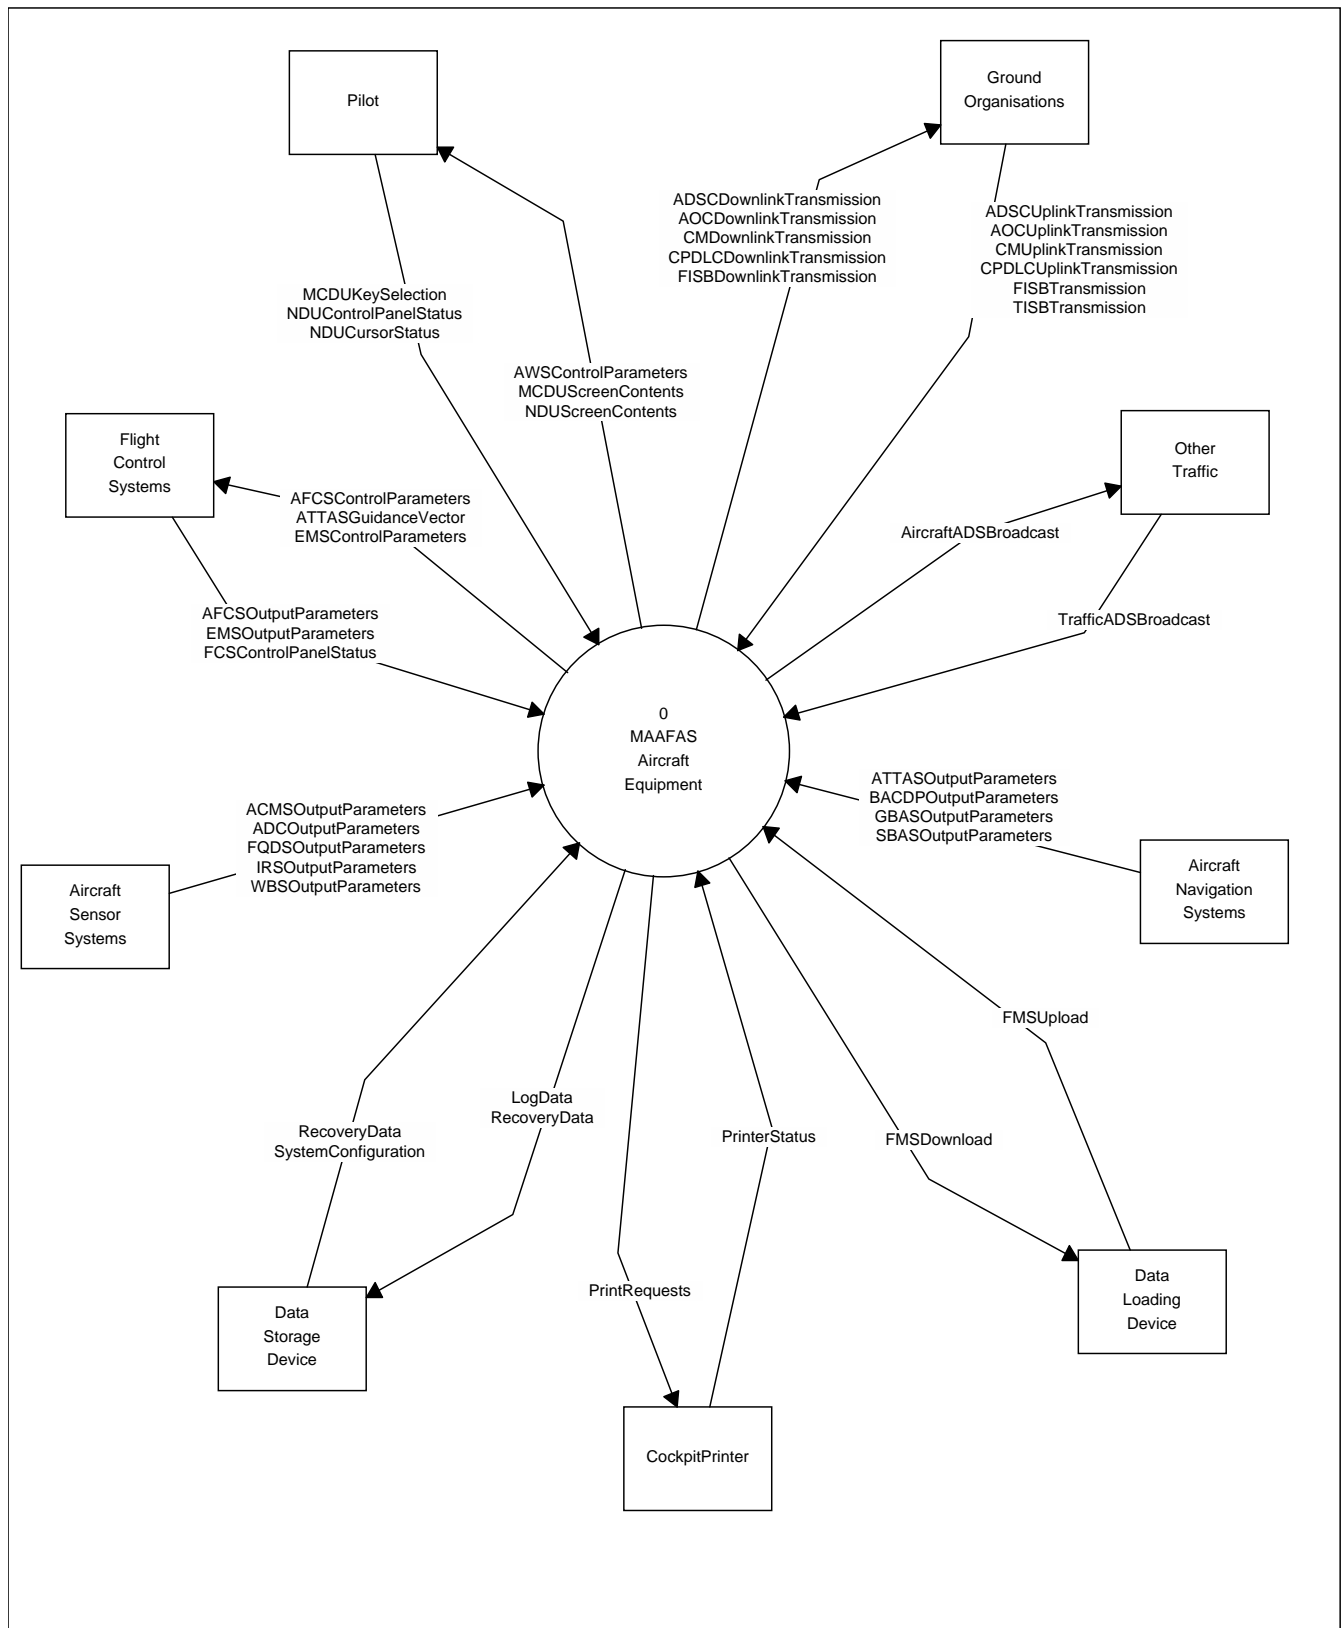 Pilot
Ground
Organisations
ADSCDownlinkTransmission
AOCDownlinkTransmission
CMDownlinkTransmission
CPDLCDownlinkTransmission
FISBDownlinkTransmission
ADSCUplinkTransmission
AOCUplinkTransmission
CMUplinkTransmission
CPDLCUplinkTransmission
FISBTransmission
TISBTransmission
MCDUKeySelection
NDUControlPanelStatus
NDUCursorStatus
AWSControlParameters
MCDUScreenContents
NDUScreenContents
Flight
Control
Systems
Other
Traffic
AFCSControlParameters
ATTASGuidanceVector
EMSControlParameters
AircraftADSBroadcast
AFCSOutputParameters
EMSOutputParameters
FCSControlPanelStatus
TrafficADSBroadcast
0
MAAFAS
Aircraft
Equipment
ATTASOutputParameters
BACDPOutputParameters
GBASOutputParameters
SBASOutputParameters
ACMSOutputParameters
ADCOutputParameters
FQDSOutputParameters
IRSOutputParameters
WBSOutputParameters
Aircraft
Sensor
Systems
Aircraft
Navigation
Systems
FMSUpload
LogData
RecoveryData
RecoveryData
SystemConfiguration
PrinterStatus
FMSDownload
PrintRequests
Data
Storage
Device
Data
Loading
Device
CockpitPrinter